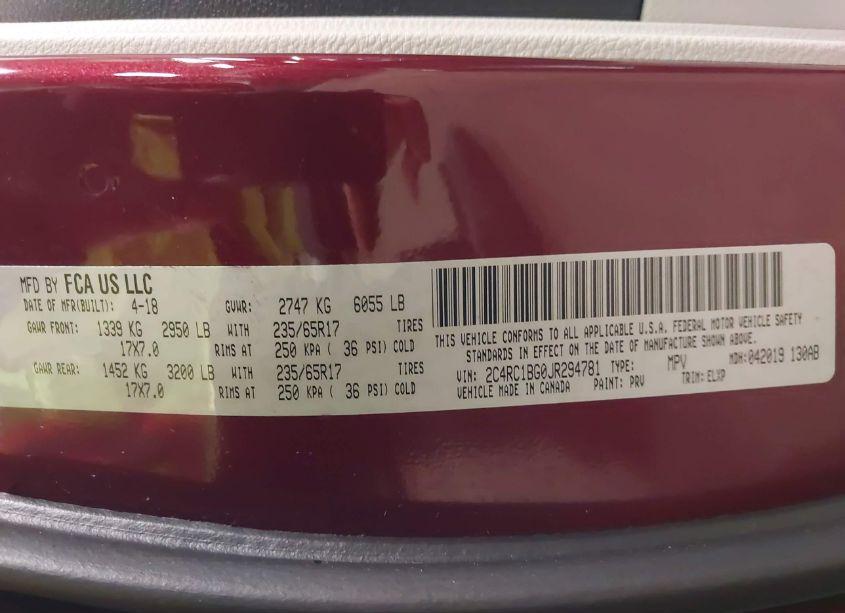 MFD BY FCA US LLC
DATE OF MFR(BUILT): 4-18 GVWR: 2747 KG 6055 LB
GAWR FRONT: 1339 KG 2950 LB WITH 235/65R17 TIRES
17X7.0 RIMS AT 250 KPA ( 36 PSI) COLD
GAWR REAR: 1452 KG 3200 LB WITH 235/65R17 TIRES
17X7.0 RIMS AT 250 KPA ( 36 PSI) COLD
THIS VEHICLE CONFORMS TO ALL APPLICABLE U.S.A. FEDERAL MOTOR VEHICLE SAFETY
STANDARDS IN EFFECT ON THE DATE OF MANUFACTURE SHOWN ABOVE.
VIN: 2C4RC1BG0JR294781 TYPE: MPV MDH:042019 130AB
VEHICLE MADE IN CANADA PAINT: PRV TRIM:ELXP